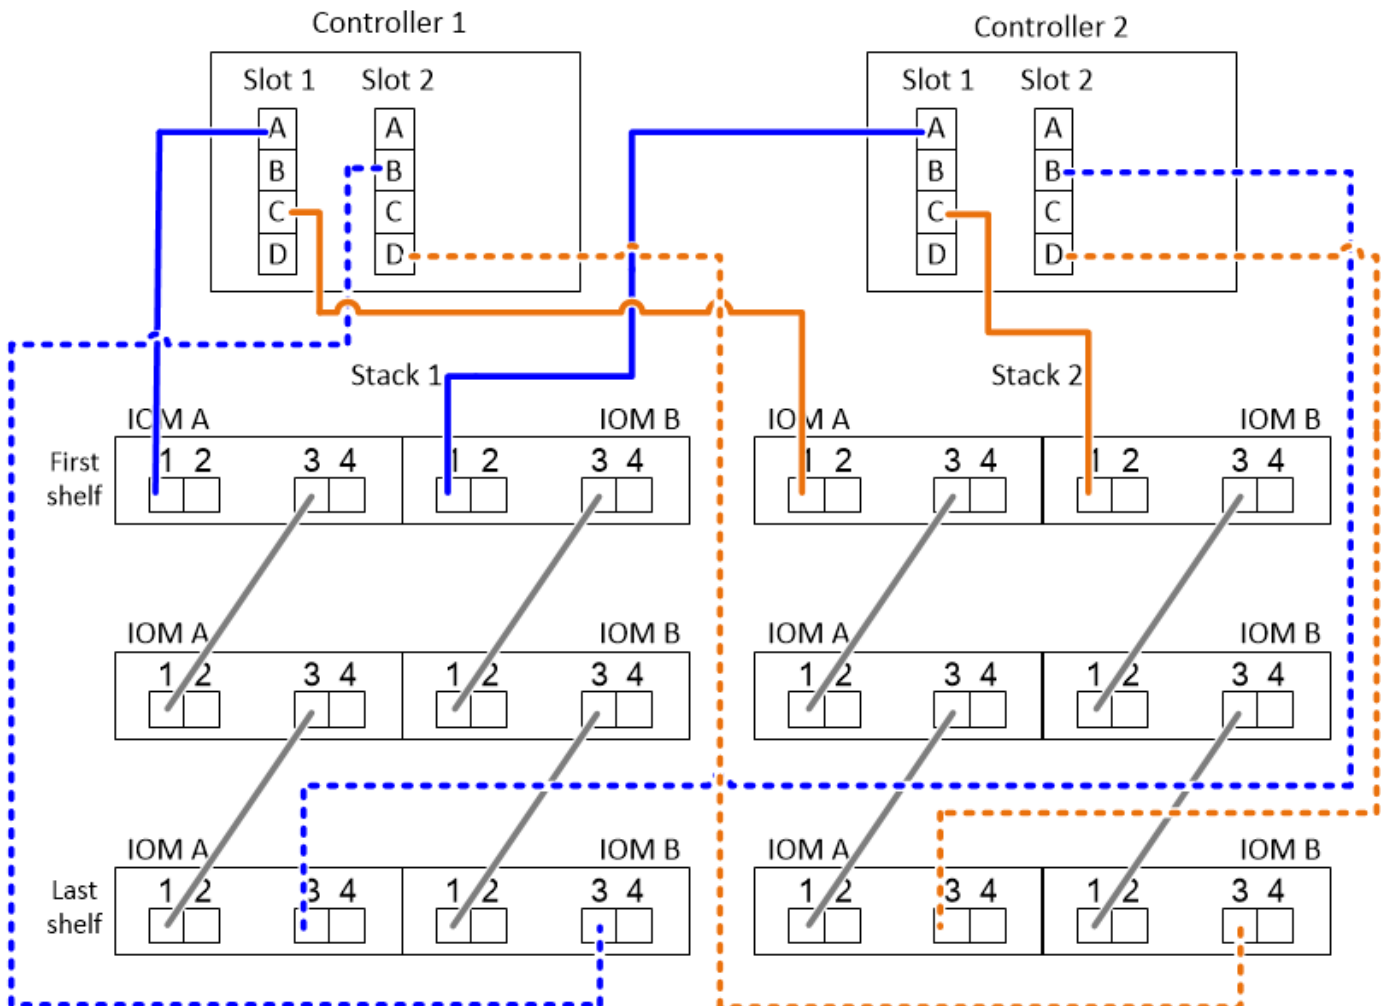 Controller 1
Controller 2
Slot 1 Slot 2
Slot 1 Slot 2
A A A A
B B B B
C C C C
D D D D
Stack 1 Stack 2
IOM A IOM B IOM A IOM B
First shelf
1 2 3 4 1 2 3 4 1 2 3 4 1 2 3 4
IOM A IOM B IOM A IOM B
1 2 3 4 1 2 3 4 1 2 3 4 1 2 3 4
IOM A IOM B IOM A IOM B
Last shelf
1 2 3 4 1 2 3 4 1 2 3 4 1 2 3 4